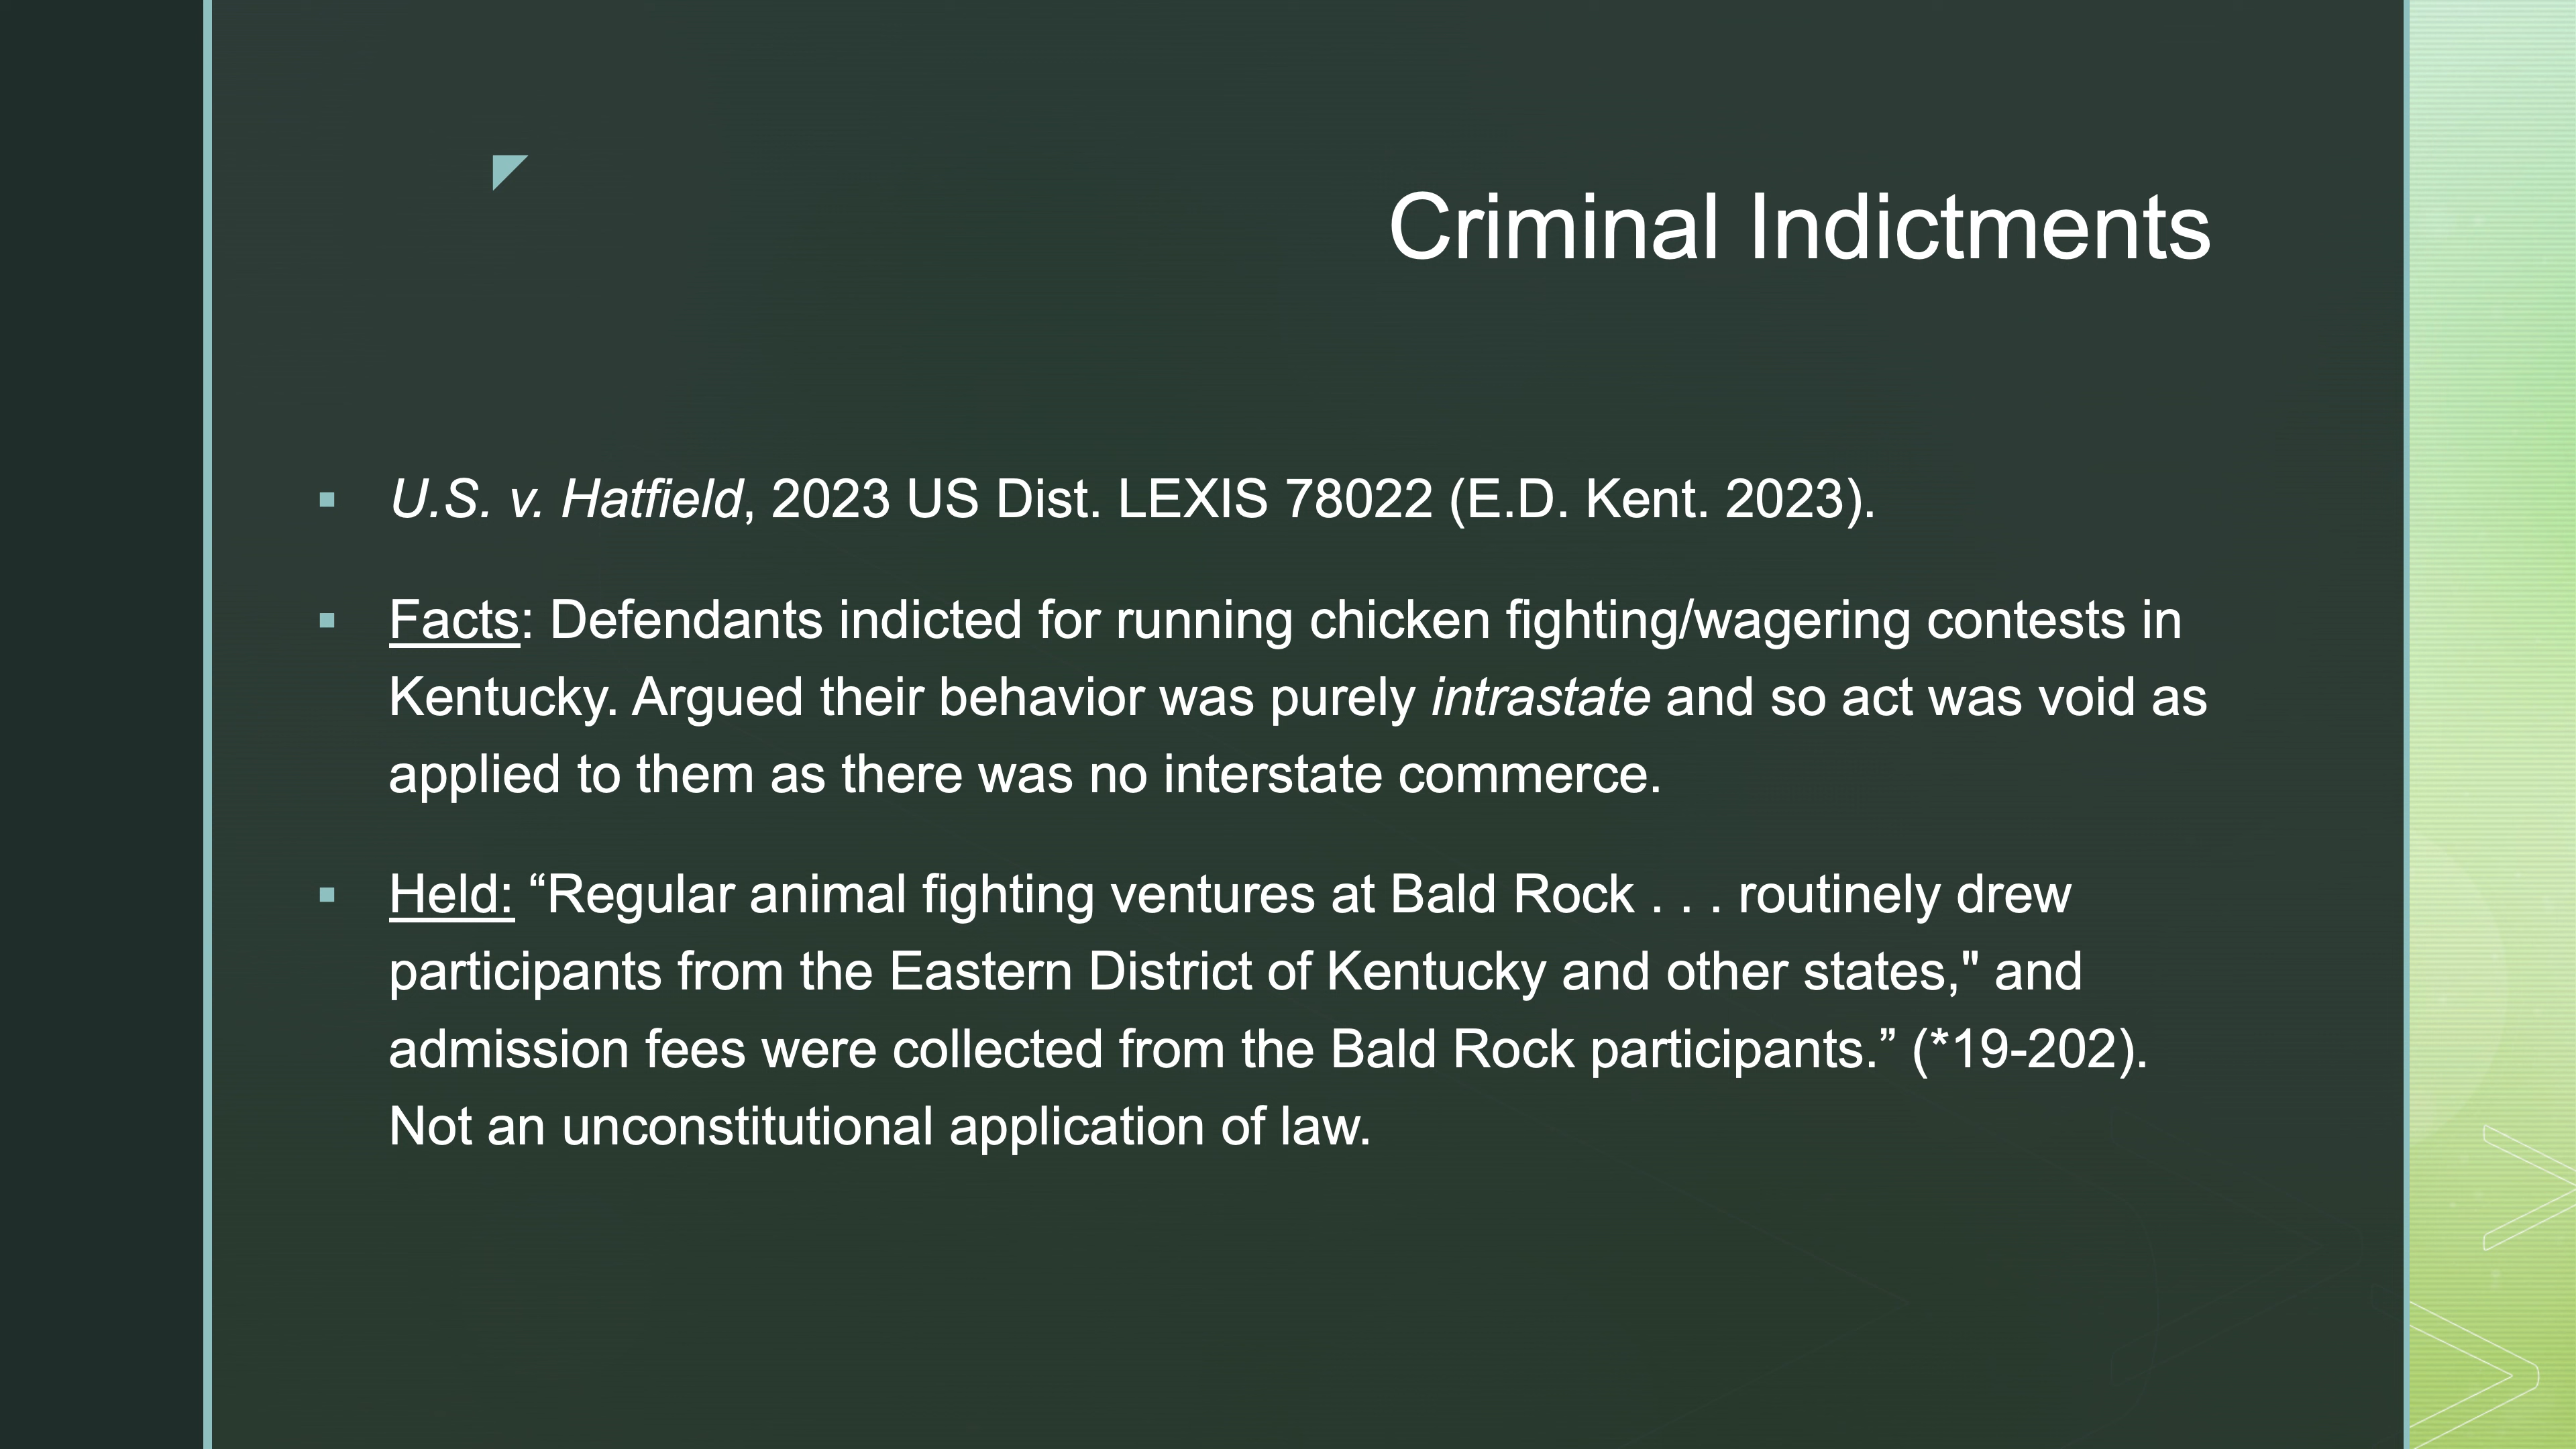 Criminal Indictments
U.S. v. Hatfield, 2023 US Dist. LEXIS 78022 (E.D. Kent. 2023).
Facts: Defendants indicted for running chicken fighting/wagering contests in
Kentucky. Argued their behavior was purely intrastate and so act was void as
applied to them as there was no interstate commerce.
Held: “Regular animal fighting ventures at Bald Rock . . . routinely drew
participants from the Eastern District of Kentucky and other states," and
admission fees were collected from the Bald Rock participants.” (*19-202).
Not an unconstitutional application of law.